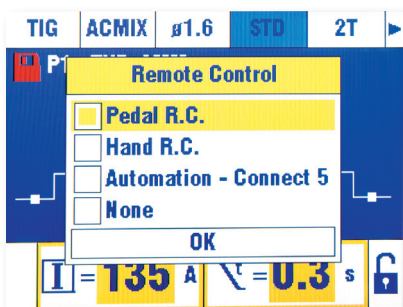 TIG ACMIX ø1.6 STD 2T
P1
Remote Control
Pedal R.C.
Hand R.C.
Automation - Connect 5
None
OK
I = 135 A t = 0.3 s